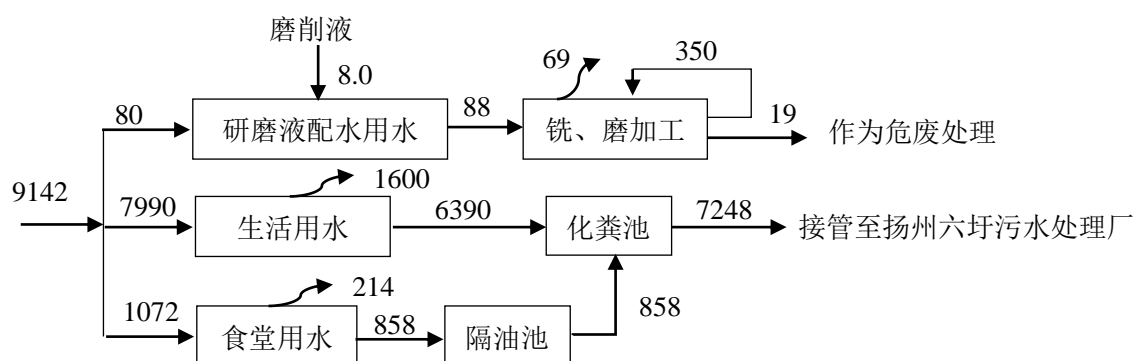 磨削液
8.0
69
350
80
研磨液配水用水
88
铣、磨加工
19
作为危废处理
9142
7990
1600
生活用水
6390
化粪池
7248
接管至扬州六圩污水处理厂
1072
214
食堂用水
858
隔油池
858